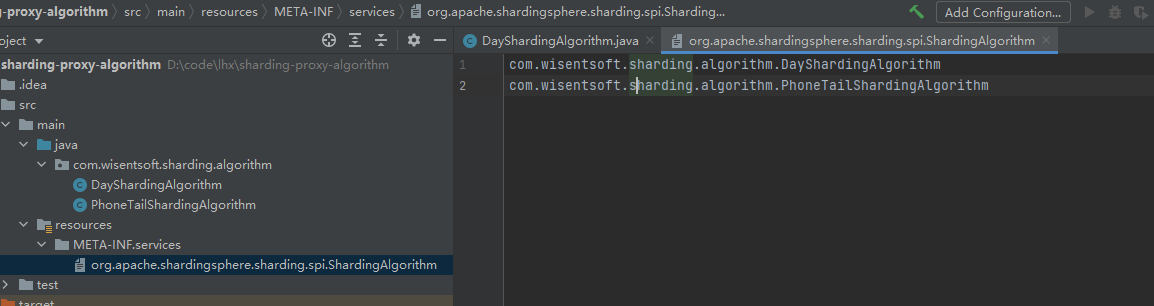 g-proxy-algorithm › src › main › resources › META-INF › services › org.apache.shardingsphere.sharding.spi.Sharding...
Add Configuration...
oject
DayShardingAlgorithm.java
org.apache.shardingsphere.sharding.spi.ShardingAlgorithm
sharding-proxy-algorithm D:\code\lhx\sharding-proxy-algorithm
.idea
src
main
java
com.wisentsoft.sharding.algorithm
DayShardingAlgorithm
PhoneTailShardingAlgorithm
resources
META-INF.services
org.apache.shardingsphere.sharding.spi.ShardingAlgorithm
test
target
1 com.wisentsoft.sharding.algorithm.DayShardingAlgorithm
2 com.wisentsoft.sharding.algorithm.PhoneTailShardingAlgorithm